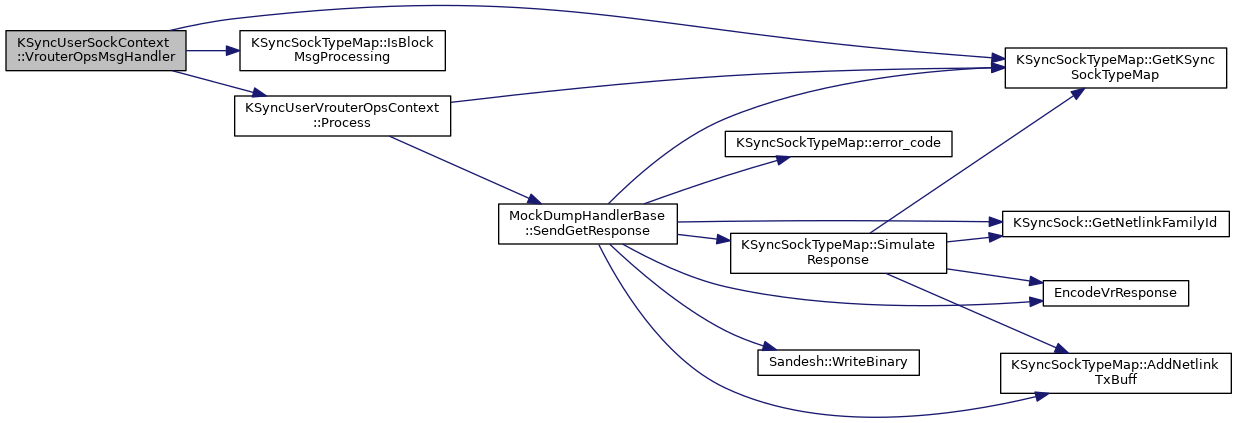 KSyncUserSockContext
::VrouterOpsMsgHandler
KSyncSockTypeMap::IsBlock
MsgProcessing
KSyncUserVrouterOpsContext
::Process
KSyncSockTypeMap::GetKSync
SockTypeMap
KSyncSockTypeMap::error_code
MockDumpHandlerBase
::SendGetResponse
KSyncSock::GetNetlinkFamilyId
KSyncSockTypeMap::Simulate
Response
EncodeVrResponse
Sandesh::WriteBinary
KSyncSockTypeMap::AddNetlink
TxBuff